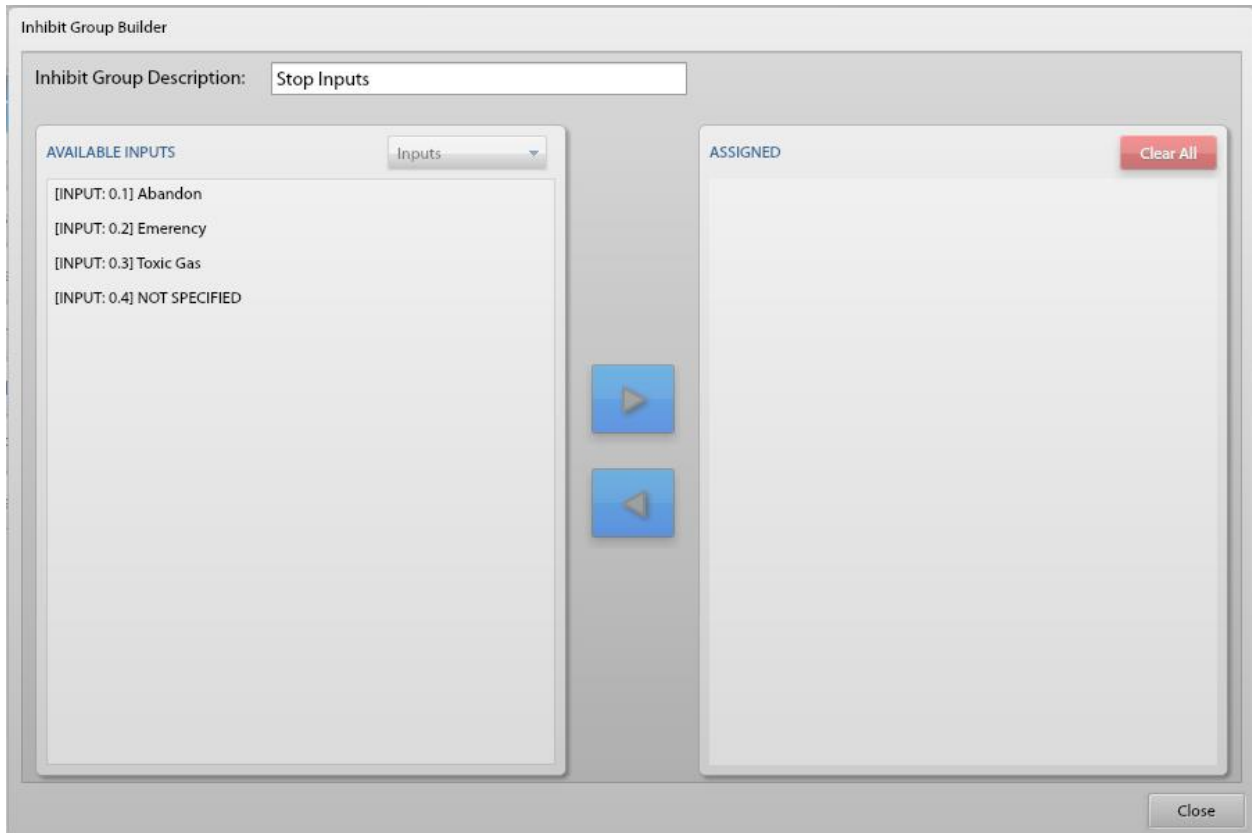 Inhibit Group Builder
Inhibit Group Description: Stop Inputs
AVAILABLE INPUTS Inputs
[INPUT: 0.1] Abandon
[INPUT: 0.2] Emerency
[INPUT: 0.3] Toxic Gas
[INPUT: 0.4] NOT SPECIFIED
ASSIGNED Clear All
Close